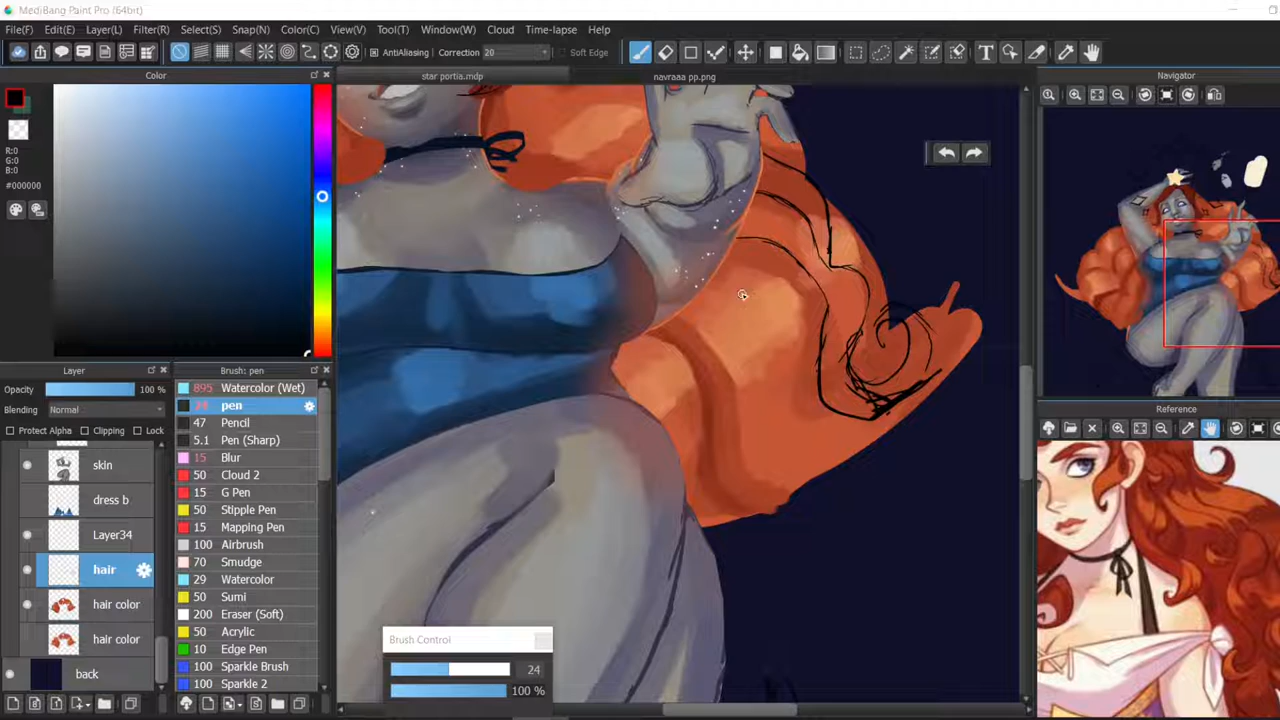 MediBang Paint Pro (64bit)
File(F) Edit(E) Layer(L) Filter(R) Select(S) Snap(N) Color(C) View(V) Tool(T) Window(W) Cloud Time-lapse Help
AntiAliasing Correction 20 Soft Edge
Color
star portia.mdp
navraaa pp.png
Navigator
R:0
G:0
B:0
#000000
Layer
Opacity 100 %
Blending Normal
Protect Alpha Clipping Lock
skin
dress b
Layer34
hair
hair color
hair color
back
Brush: pen
895 Watercolor (Wet)
24 pen
47 Pencil
5.1 Pen (Sharp)
15 Blur
50 Cloud 2
15 G Pen
50 Stipple Pen
15 Mapping Pen
100 Airbrush
70 Smudge
29 Watercolor
50 Sumi
200 Eraser (Soft)
50 Acrylic
10 Edge Pen
100 Sparkle Brush
100 Sparkle 2
Brush Control
24
100 %
Reference